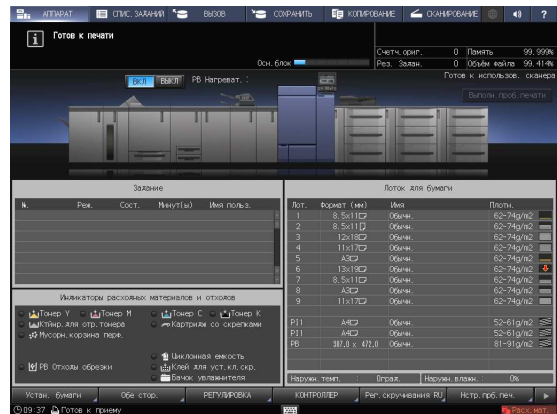 АППАРАТ СПИС. ЗАДАНИЙ ВЫЗОВ СОХРАНИТЬ КОПИРОВАНИЕ СКАНИРОВАНИЕ ?
Готов к печати
Счетч.ориг. 0 Память 99,999%
Осн.блок Рез. Задан. 0 Объём файла 99,414%
Готов к использов. сканера
ВКЛ ВЫКЛ PB Нагреват. :
Выполн.проб.печати
Задание
№. Реж. Сост. Минут(ы) Имя польз.
Индикаторы расходных материалов и отходов
Тонер Y Тонер M Тонер C Тонер K
Ктйнр.для отр.тонера Картридж со скрепками
Мусорн.корзина перф.
Циклонная емкость
PB Отходы обрезки Клей для уст.кл.скр.
Бачок увлажнителя
Лоток для бумаги
Лот. Формат (мм) Имя Плотн.
1 8,5x11 Обычн. 62-74g/m2
2 8,5x11 Обычн. 62-74g/m2
3 12x18 Обычн. 62-74g/m2
4 11x17 Обычн. 62-74g/m2
5 A3 Обычн. 62-74g/m2
6 13x19 Обычн. 62-74g/m2
7 8,5x11 Обычн. 62-74g/m2
8 A3 Обычн. 62-74g/m2
9 11x17 Обычн. 62-74g/m2
PI1 A4 Обычн. 52-61g/m2
PI2 A4 Обычн. 52-61g/m2
PB 307,0 x 472,0 Обычн. 81-91g/m2
Наружн. темп. : 0град. Наружн.влажн. : 0%
Устан. бумаги Обе стор. РЕГУЛИРОВКА КОНТРОЛЛЕР Рег.скручивания RU Нстр.прб.печ.
09:37 Готов к приему Расх.мат.